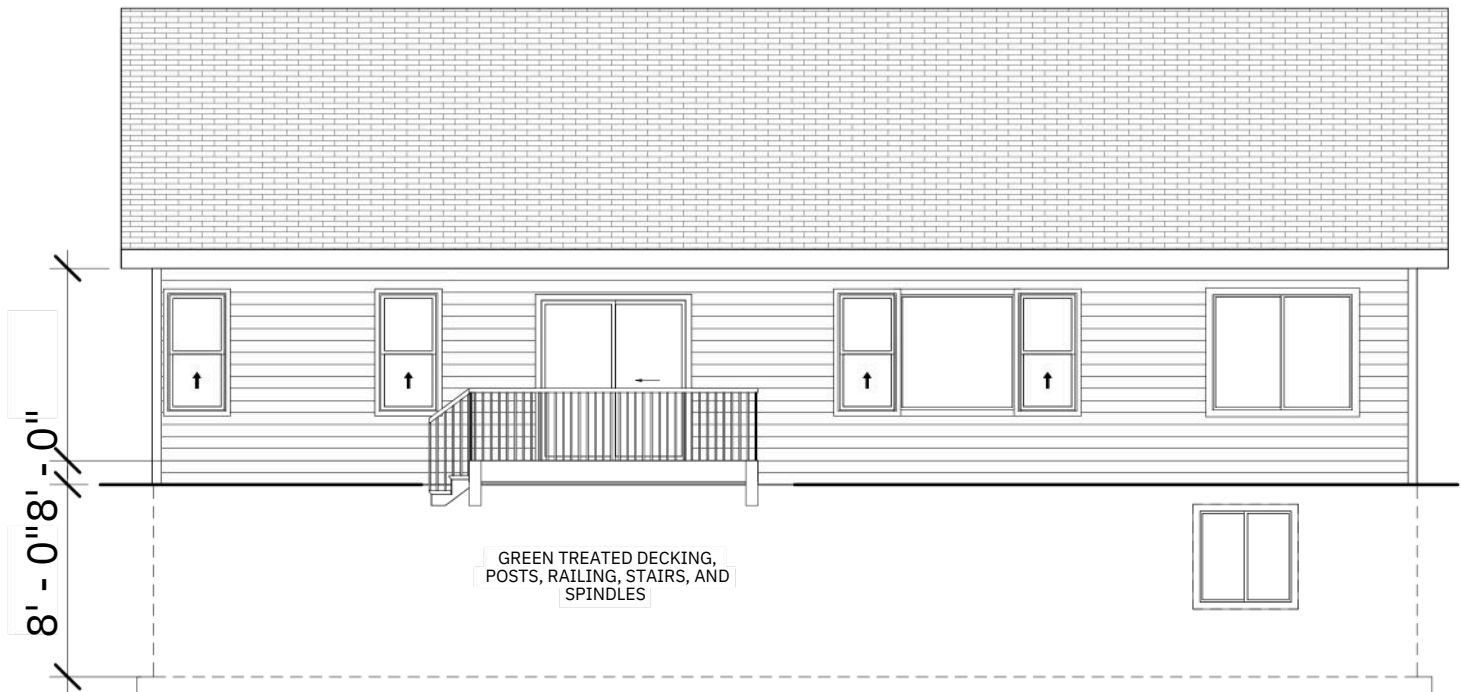 8' - 0"
8' - 0"
GREEN TREATED DECKING,
POSTS, RAILING, STAIRS, AND
SPINDLES